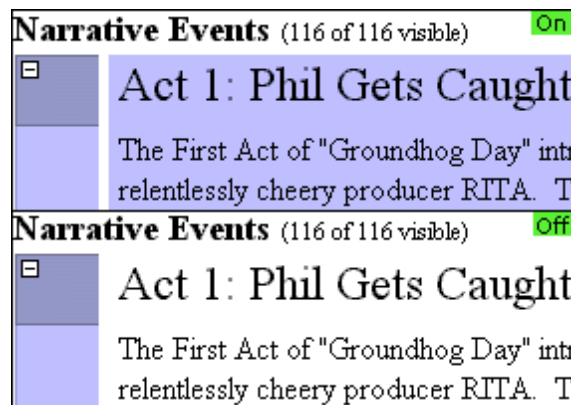 Narrative Events (116 of 116 visible) On
Act 1: Phil Gets Caught
The First Act of "Groundhog Day"
relentlessly cheery producer RITA.
Narrative Events (116 of 116 visible) Off
Act 1: Phil Gets Caught
The First Act of "Groundhog Day"
relentlessly cheery producer RITA.